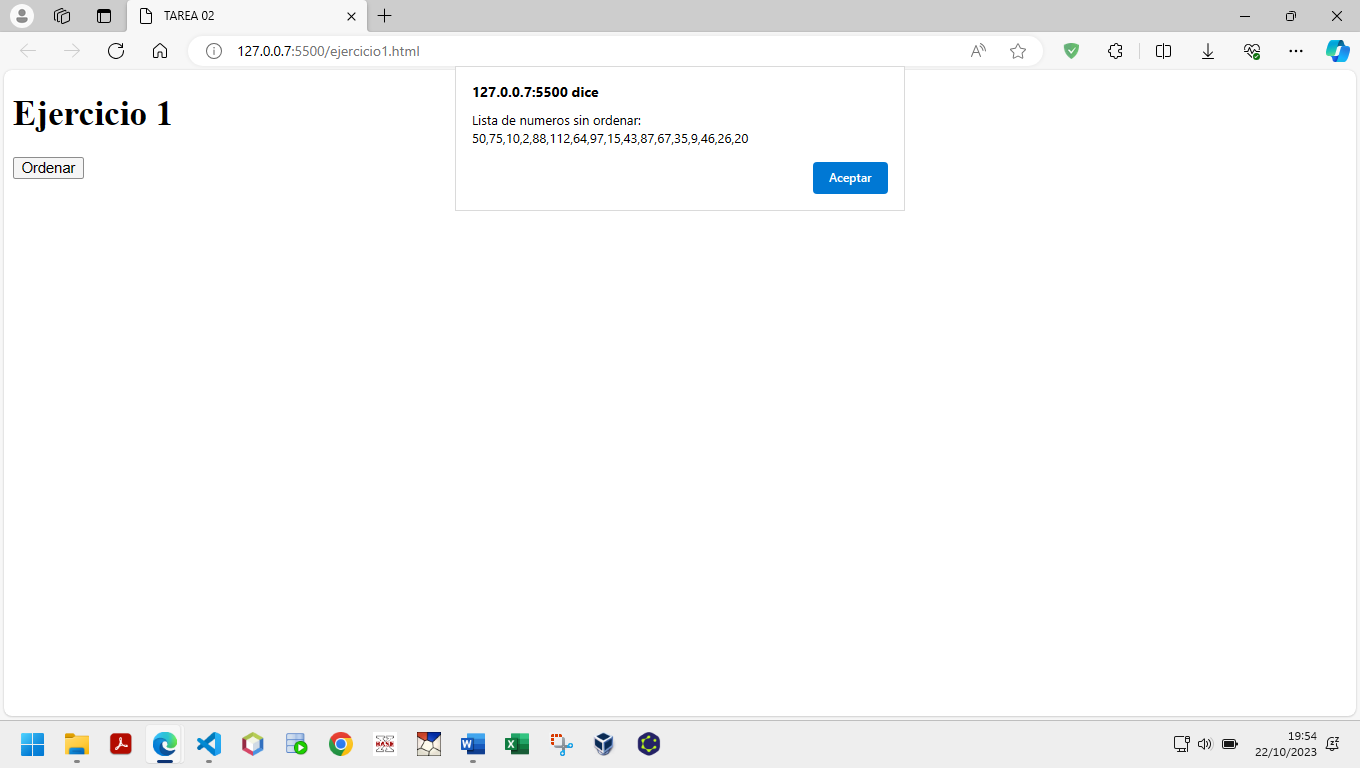 TAREA 02
127.0.0.7:5500/ejercicio1.html
127.0.0.7:5500 dice
Lista de numeros sin ordenar:
50,75,10,2,88,112,64,97,15,43,87,67,35,9,46,26,20
Aceptar
Ejercicio 1
Ordenar
BASE
19:54
22/10/2023